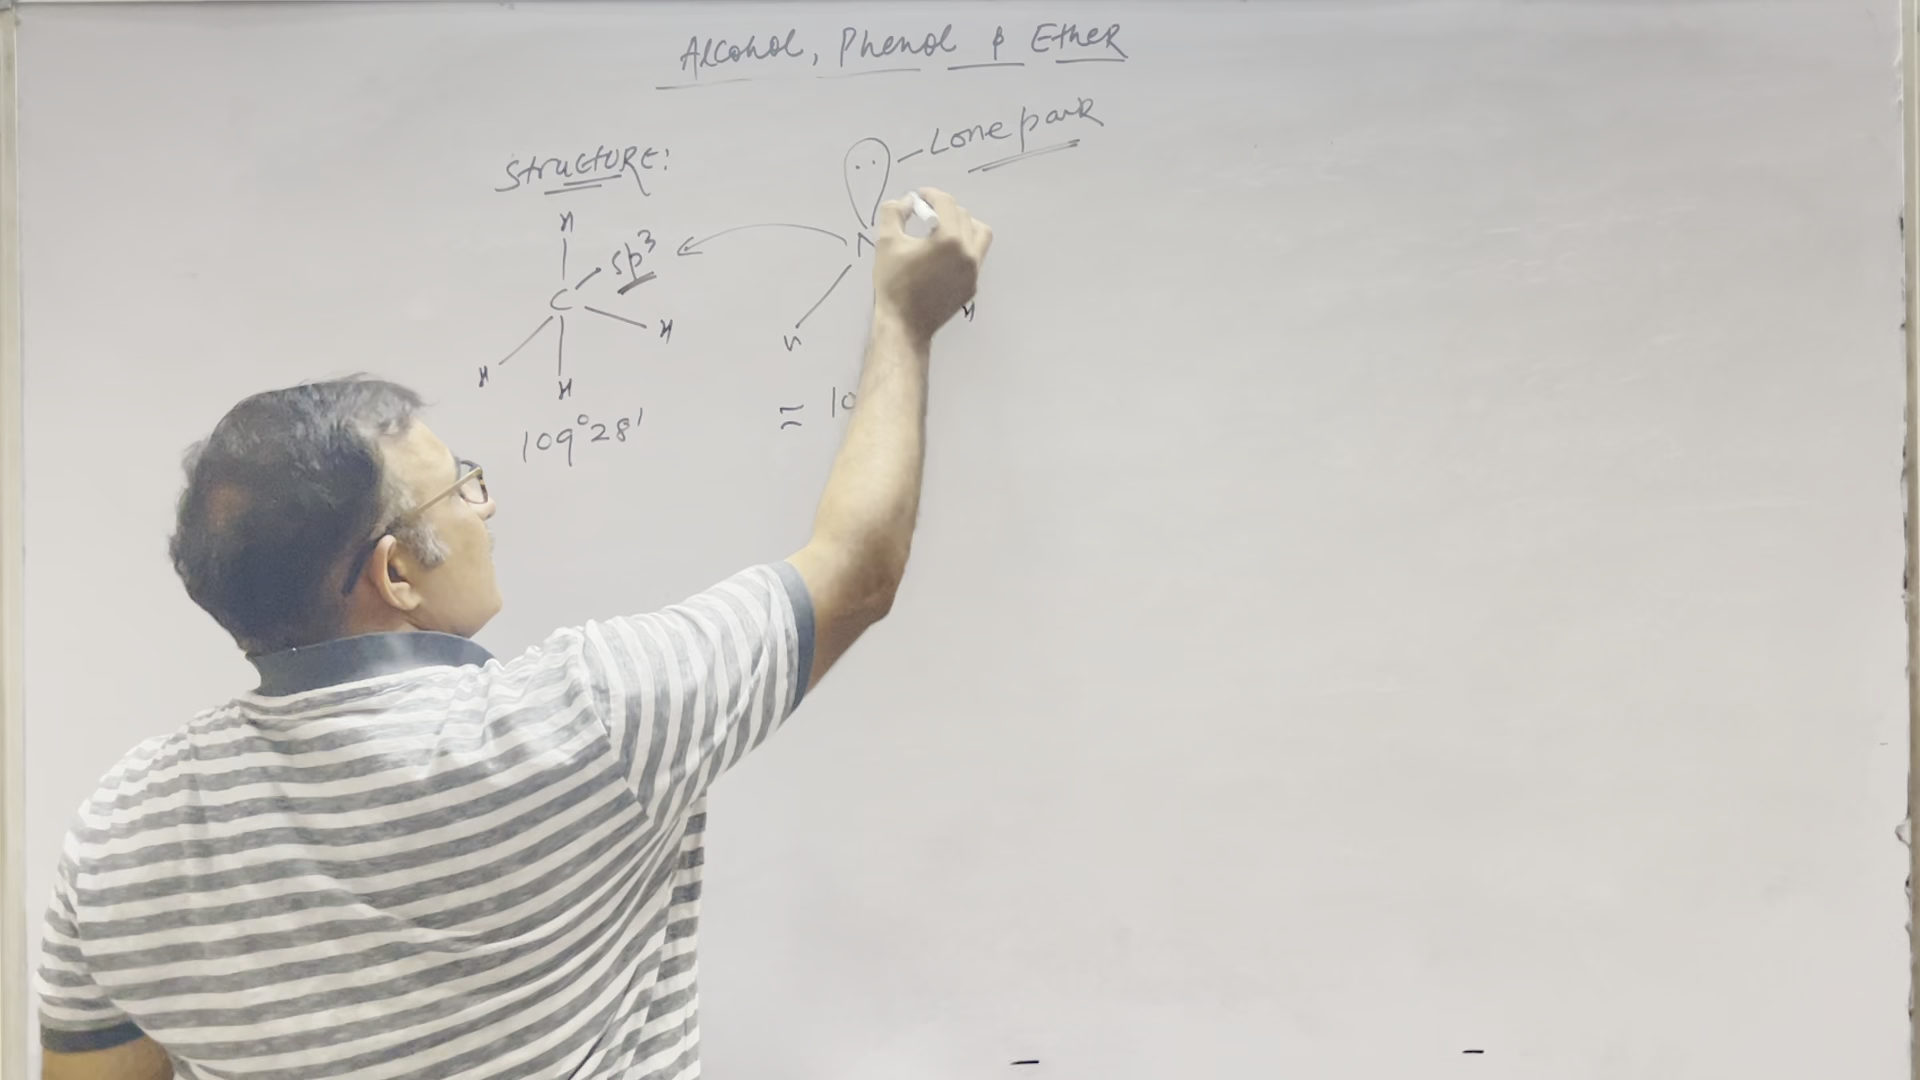 Alcohol, Phenol & Ether
Structure:
Lone pair
H
sp³
C
N
H
H
H
H
H
109°28'
≈ 10